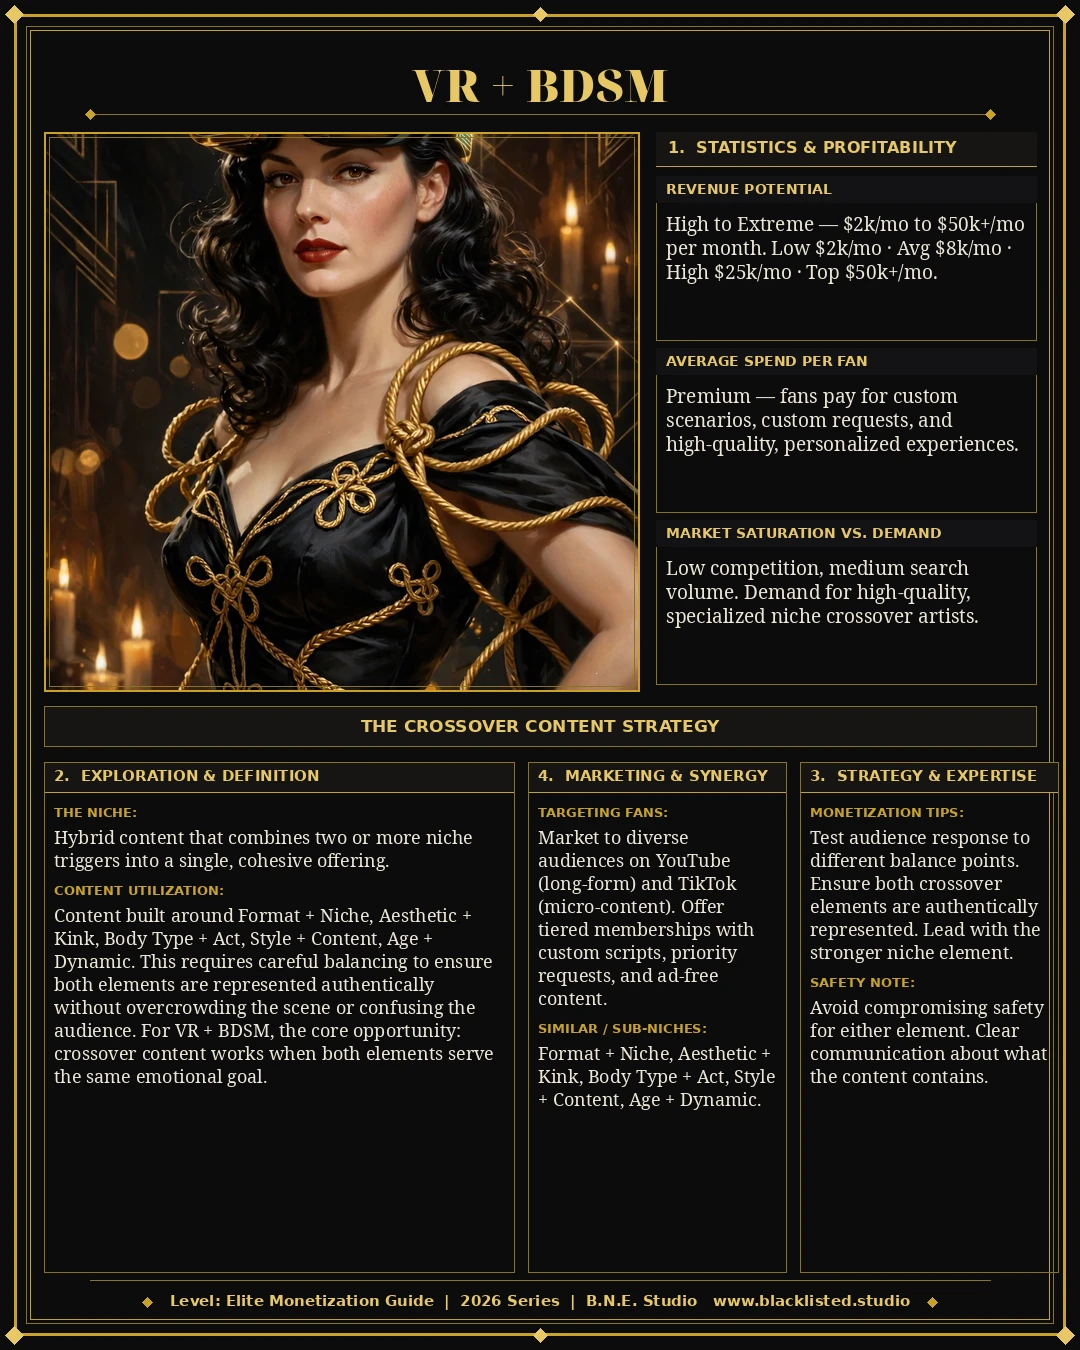 VR + BDSM
1. STATISTICS & PROFITABILITY
REVENUE POTENTIAL
High to Extreme — $2k/mo to $50k+/mo
per month. Low $2k/mo · Avg $8k/mo ·
High $25k/mo · Top $50k+/mo.
AVERAGE SPEND PER FAN
Premium — fans pay for custom
scenarios, custom requests, and
high-quality, personalized experiences.
MARKET SATURATION VS. DEMAND
Low competition, medium search
volume. Demand for high-quality,
specialized niche crossover artists.
THE CROSSOVER CONTENT STRATEGY
2. EXPLORATION & DEFINITION
THE NICHE:
Hybrid content that combines two or more niche
triggers into a single, cohesive offering.
CONTENT UTILIZATION:
Content built around Format + Niche, Aesthetic +
Kink, Body Type + Act, Style + Content, Age +
Dynamic. This requires careful balancing to ensure
both elements are represented authentically
without overcrowding the scene or confusing the
audience. For VR + BDSM, the core opportunity:
crossover content works when both elements serve
the same emotional goal.
4. MARKETING & SYNERGY
TARGETING FANS:
Market to diverse
audiences on YouTube
(long-form) and TikTok
(micro-content). Offer
tiered memberships with
custom scripts, priority
requests, and ad-free
content.
SIMILAR / SUB-NICHES:
Format + Niche, Aesthetic +
Kink, Body Type + Act, Style
+ Content, Age + Dynamic.
3. STRATEGY & EXPERTISE
MONETIZATION TIPS:
Test audience response to
different balance points.
Ensure both crossover
elements are authentically
represented. Lead with the
stronger niche element.
SAFETY NOTE:
Avoid compromising safety
for either element. Clear
communication about what
the content contains.
Level: Elite Monetization Guide | 2026 Series | B.N.E. Studio www.blacklisted.studio